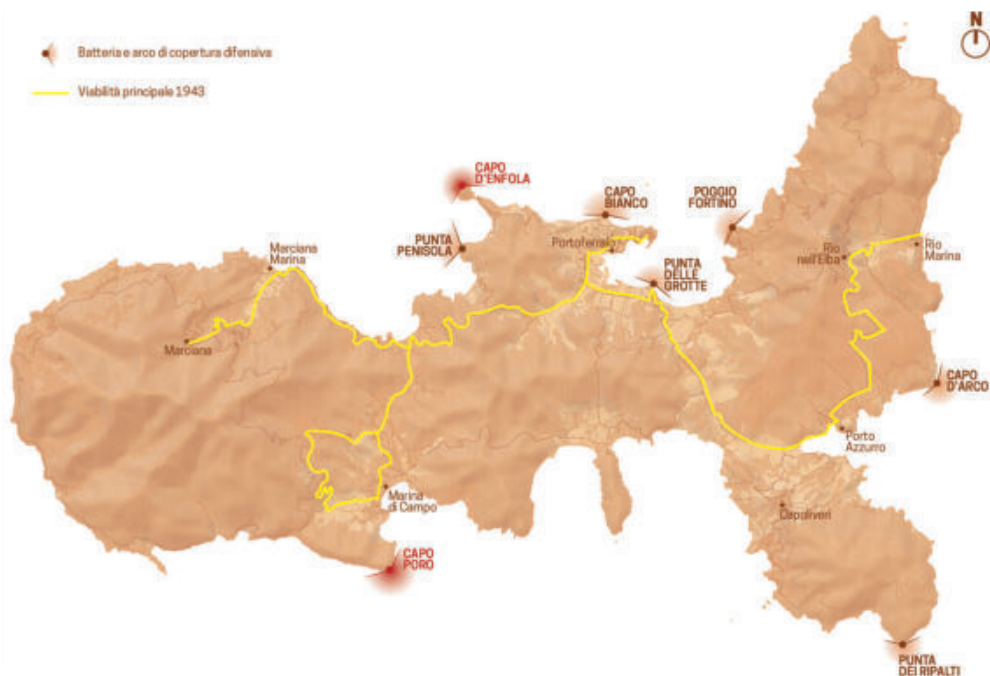 N
Batteria e arco di copertura difensiva
Viabilità principale 1943
CAPO
D'ENFOLA
CAPO
BIANCO
POGGIO
FORTINO
PUNTA
PENISOLA
Portoferraio
Marciana
Marina
Rio
nell'Elba
Rio
Marina
PUNTA
DELLE
GROTTE
Marciana
CAPO
D'ARCO
Porto
Azzurro
Marina
di Campo
Capoliveri
CAPO
PORO
PUNTA
DEI RIPALTI